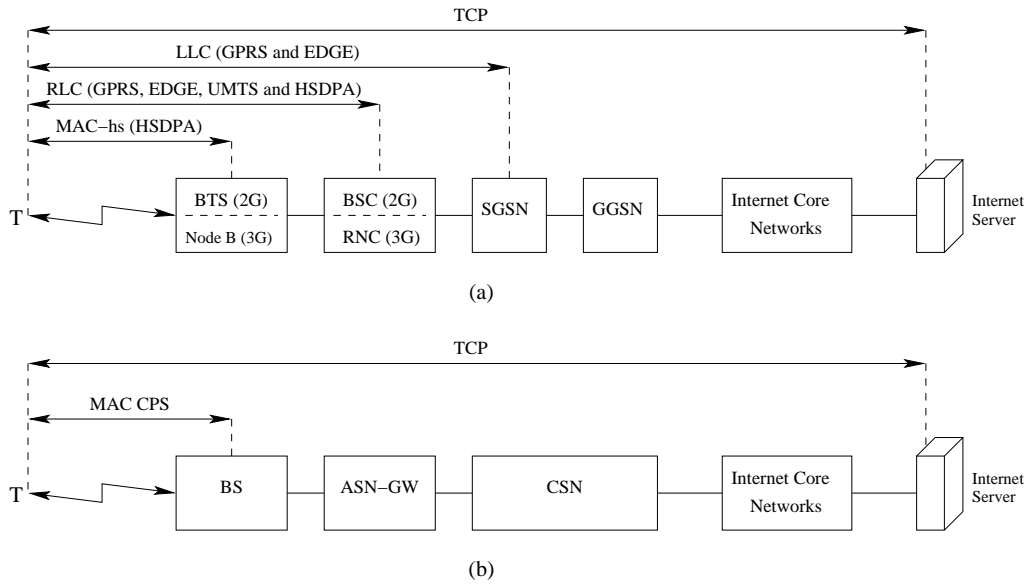 TCP
LLC (GPRS and EDGE)
RLC (GPRS, EDGE, UMTS and HSDPA)
MAC−hs (HSDPA)
T
BTS (2G)
Node B (3G)
BSC (2G)
RNC (3G)
SGSN
GGSN
Internet Core
Networks
Internet
Server
(a)
TCP
MAC CPS
T
BS
ASN−GW
CSN
Internet Core
Networks
Internet
Server
(b)